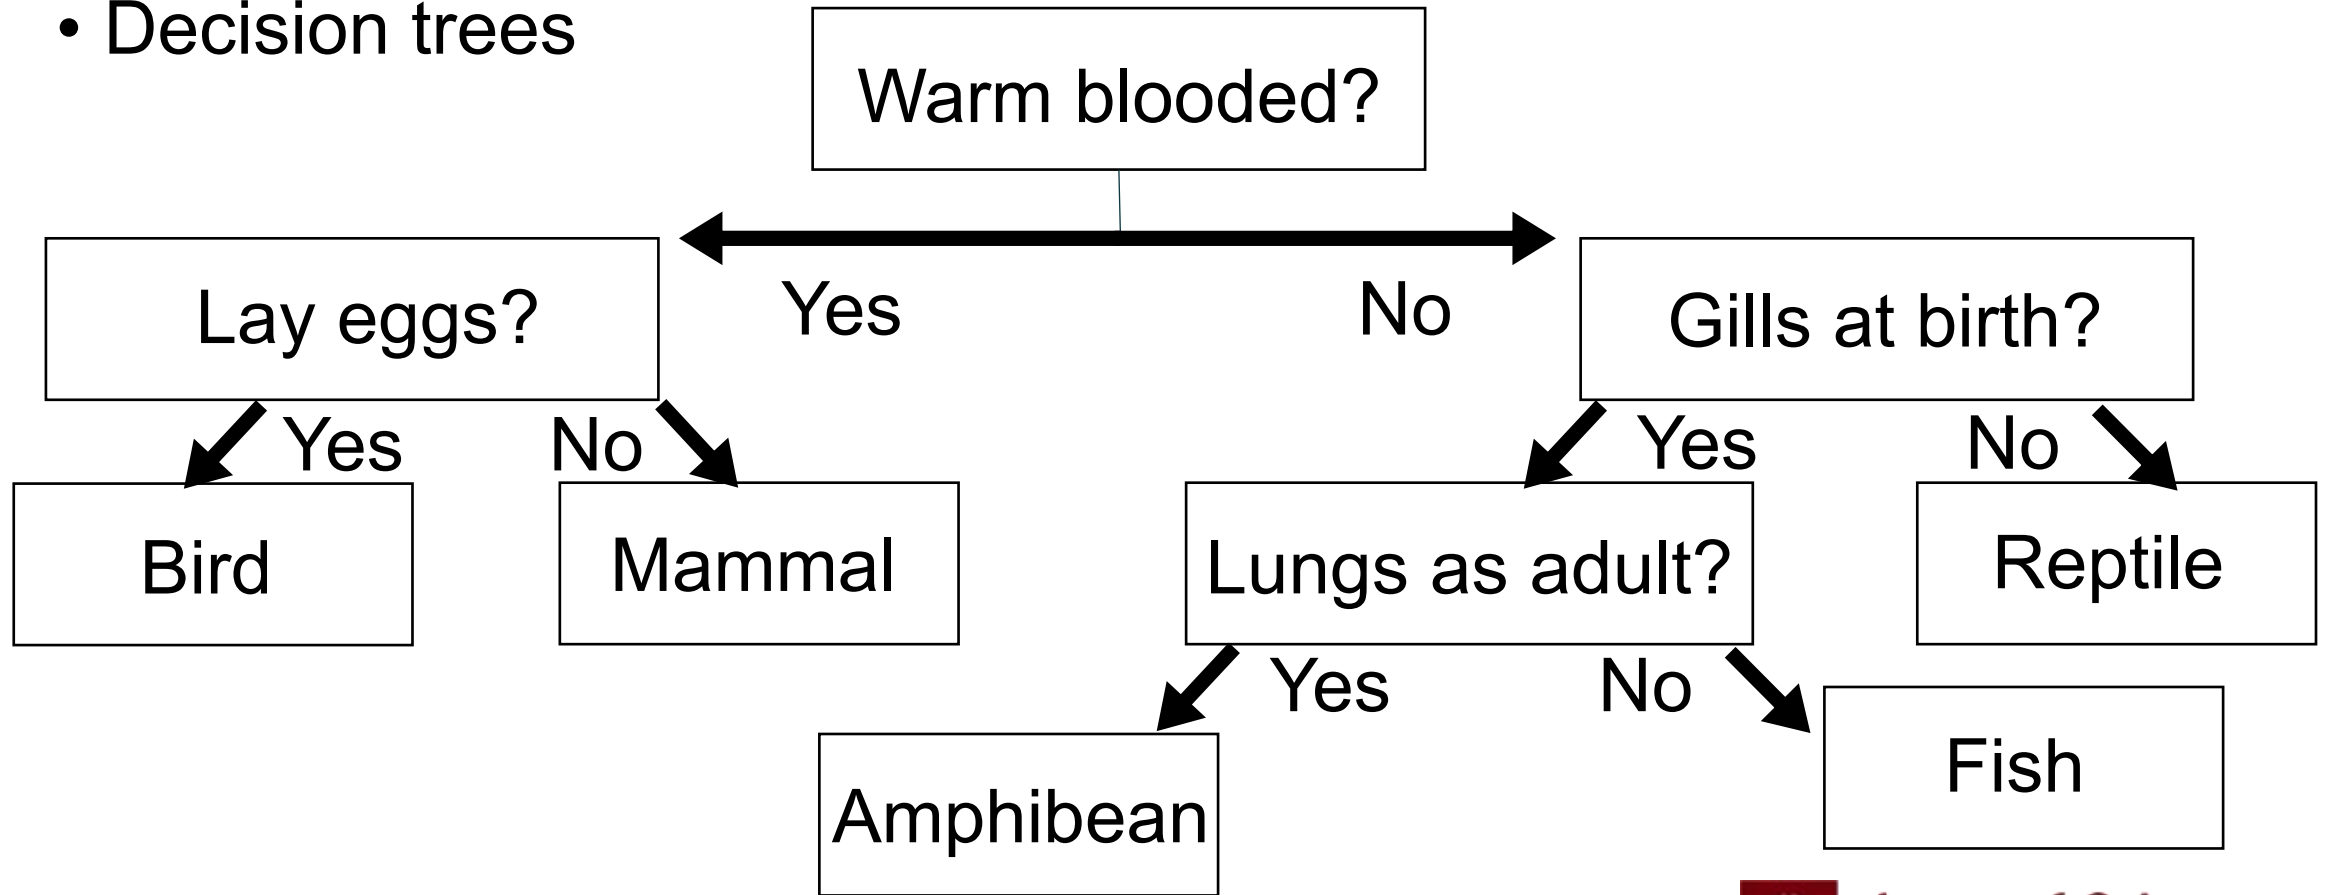 • Decision trees
Warm blooded?
Lay eggs?
Yes
No
Gills at birth?
Yes
No
Yes
No
Bird
Mammal
Lungs as adult?
Reptile
Yes
No
Amphibean
Fish